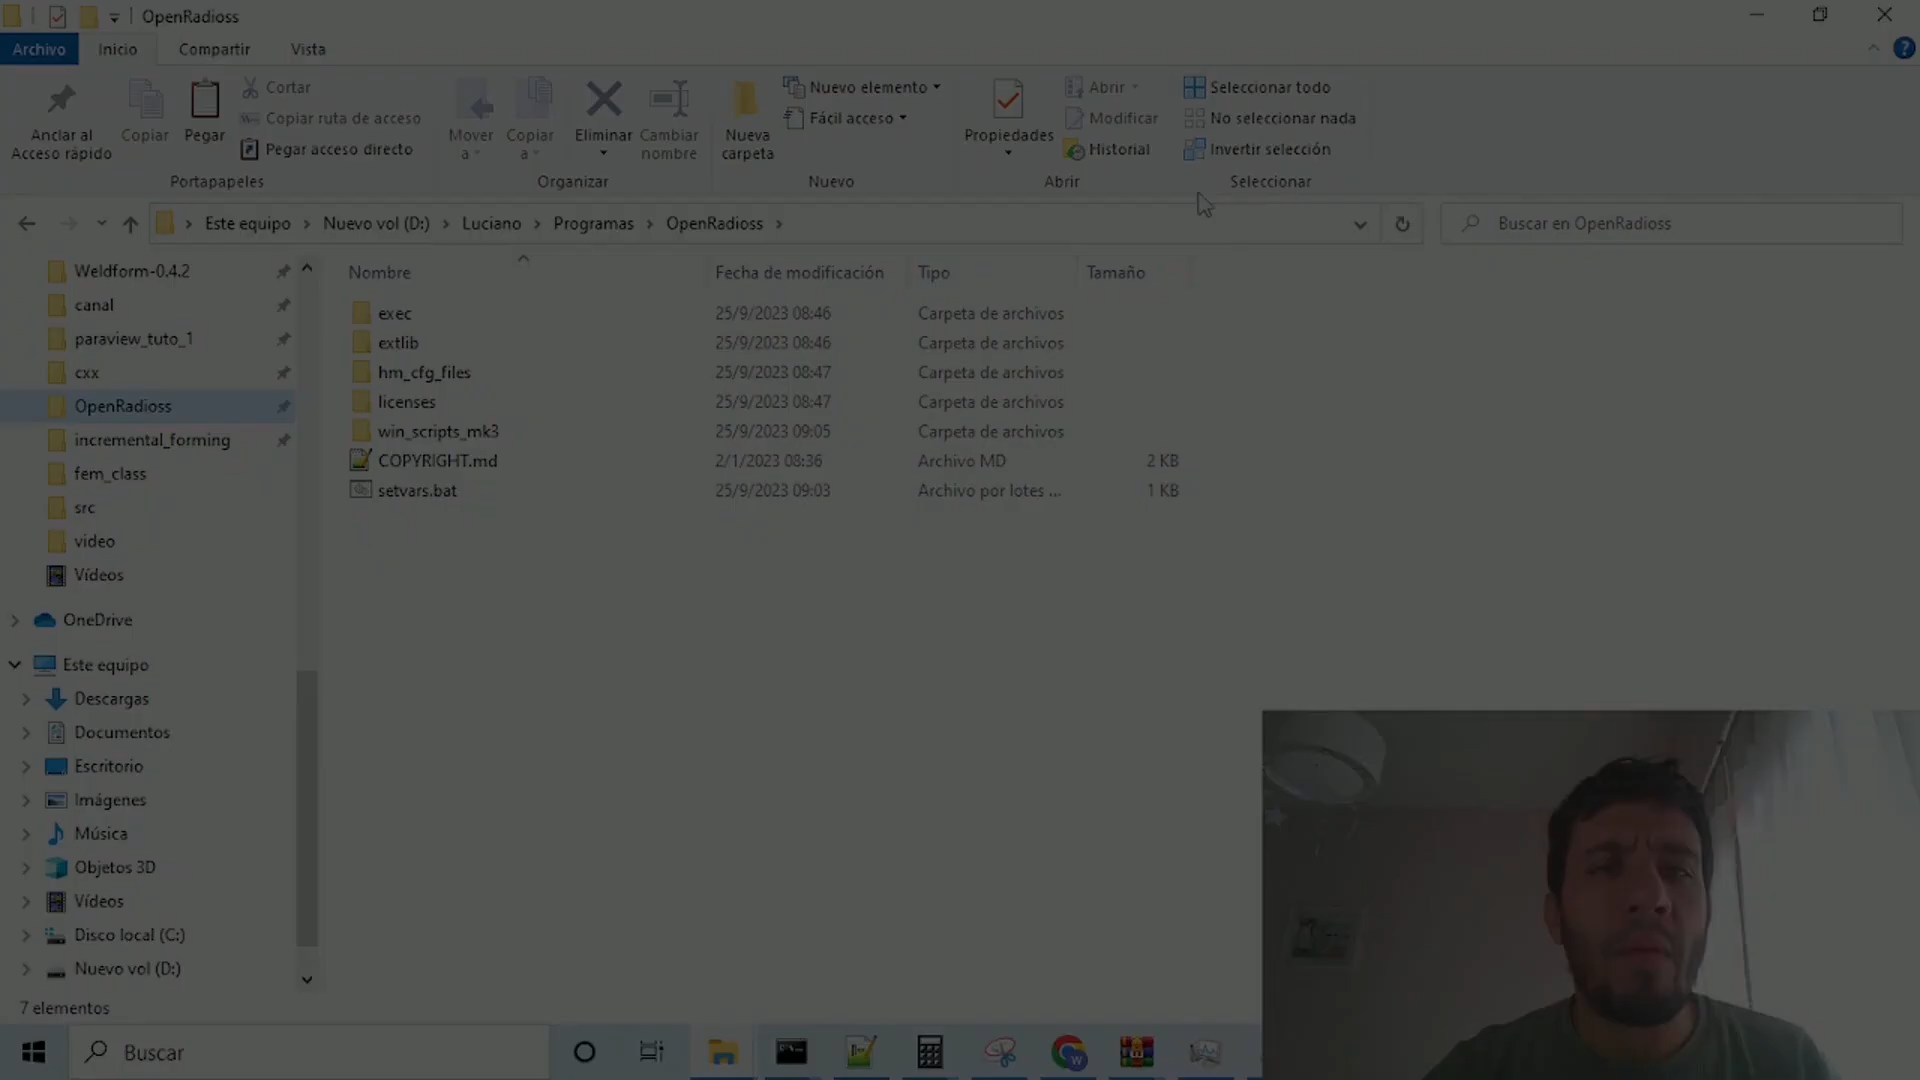 OpenRadioss
Archivo Inicio Compartir Vista
Anclar al Acceso rápido
Copiar
Pegar
Cortar
Copiar ruta de acceso
Pegar acceso directo
Portapapeles
Mover a
Copiar a
Eliminar
Cambiar nombre
Organizar
Nueva carpeta
Nuevo elemento
Fácil acceso
Nuevo
Propiedades
Abrir
Modificar
Historial
Abrir
Seleccionar todo
No seleccionar nada
Invertir selección
Seleccionar
Este equipo > Nuevo vol (D:) > Luciano > Programas > OpenRadioss >
Buscar en OpenRadioss
Weldform-0.4.2
canal
paraview_tuto_1
cxx
OpenRadioss
incremental_forming
fem_class
src
video
Vídeos
OneDrive
Este equipo
Descargas
Documentos
Escritorio
Imágenes
Música
Objetos 3D
Vídeos
Disco local (C:)
Nuevo vol (D:)
Nombre Fecha de modificación Tipo Tamaño
exec 25/9/2023 08:46 Carpeta de archivos
extlib 25/9/2023 08:46 Carpeta de archivos
hm_cfg_files 25/9/2023 08:47 Carpeta de archivos
licenses 25/9/2023 08:47 Carpeta de archivos
win_scripts_mk3 25/9/2023 09:05 Carpeta de archivos
COPYRIGHT.md 2/1/2023 08:36 Archivo MD 2 KB
setvars.bat 25/9/2023 09:03 Archivo por lotes ... 1 KB
7 elementos
Buscar